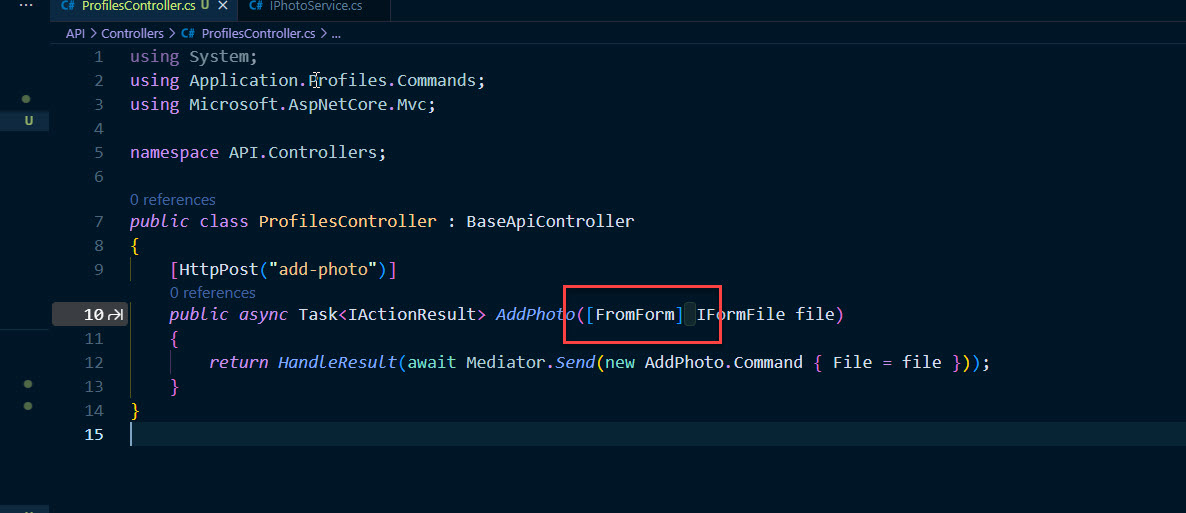 ... C# ProfilesController.cs U × C# IPhotoService.cs
API > Controllers > C# ProfilesController.cs > ...
1 using System;
U 2 using Application.Profiles.Commands;
3 using Microsoft.AspNetCore.Mvc;
4
5 namespace API.Controllers;
6
0 references
7 public class ProfilesController : BaseApiController
8 {
9 [HttpPost("add-photo")]
0 references
10 public async Task<IActionResult> AddPhoto([FromForm] IFormFile file)
11 {
12 return HandleResult(await Mediator.Send(new AddPhoto.Command { File = file }));
13 }
14 }
15